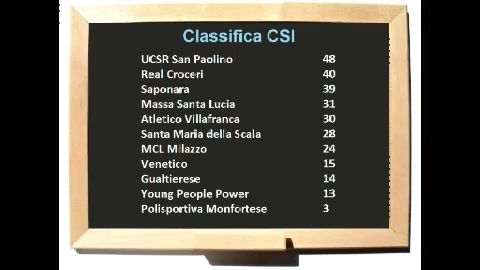 Classifica CSI
UCSR San Paolino 48
Real Croceri 40
Saponara 39
Massa Santa Lucia 31
Atletico Villafranca 30
Santa Maria della Scala 28
MCL Milazzo 24
Venetico 15
Gualtierese 14
Young People Power 13
Polisportiva Monfortese 3